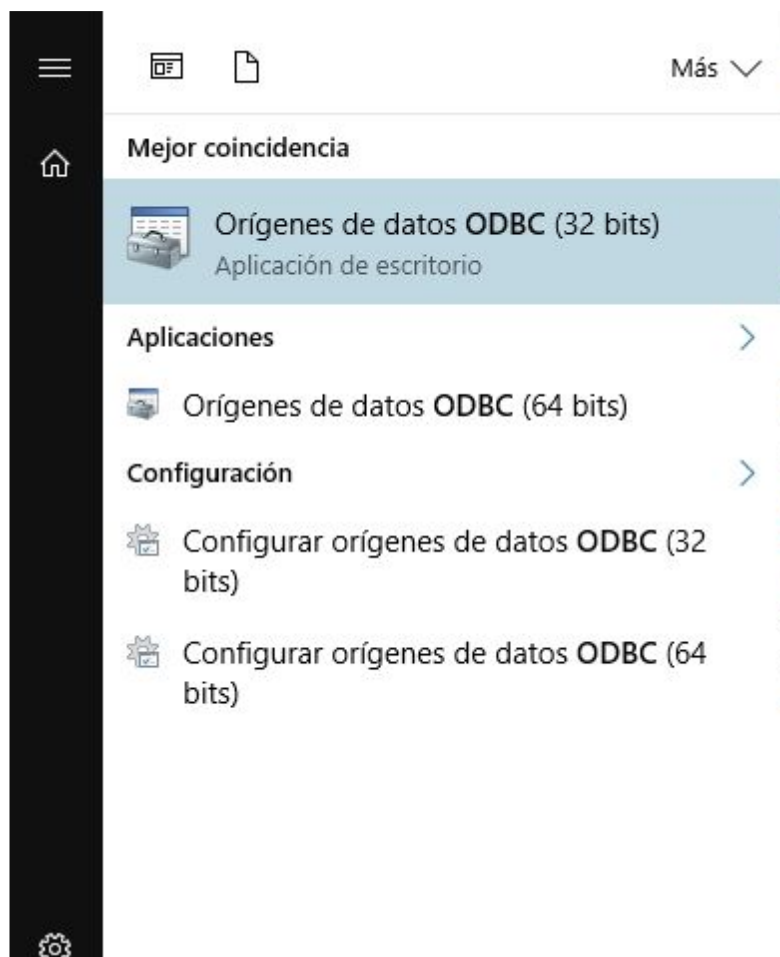 Más
Mejor coincidencia
Orígenes de datos ODBC (32 bits)
Aplicación de escritorio
Aplicaciones
Orígenes de datos ODBC (64 bits)
Configuración
Configurar orígenes de datos ODBC (32
bits)
Configurar orígenes de datos ODBC (64
bits)